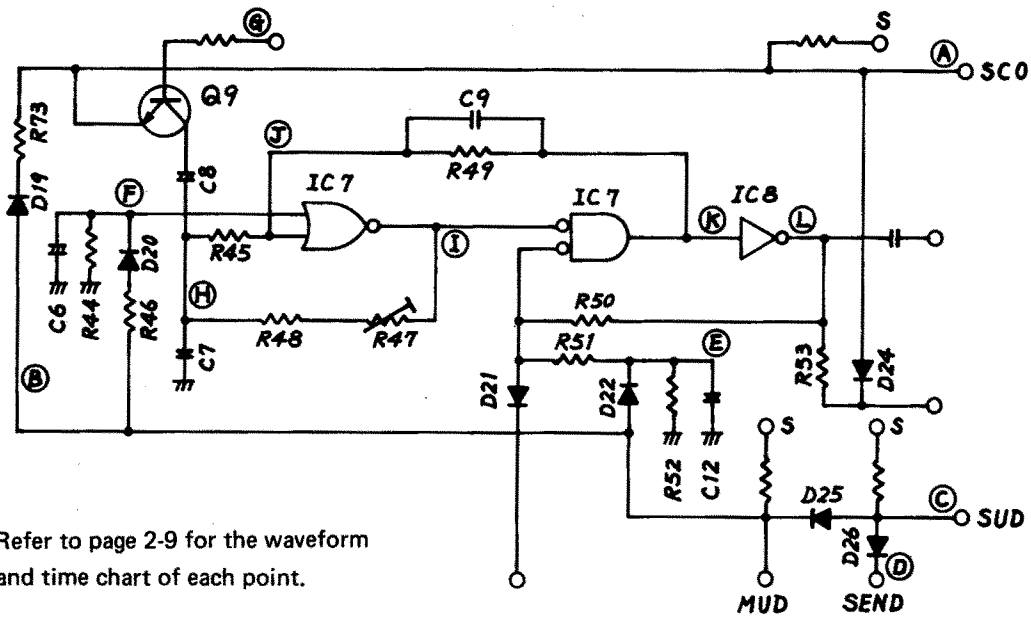 G
S
A
SCO
Q9
R73
C9
J
R49
C8
IC7
IC7
IC8
F
D19
K
L
I
R45
D20
H
R50
C6
R44
R46
R48
R47
R51
E
C7
R53
D24
B
D21
D22
S
S
R52
C12
D25
C
SUD
D26
D
MUD
SEND
Refer to page 2-9 for the waveform
and time chart of each point.